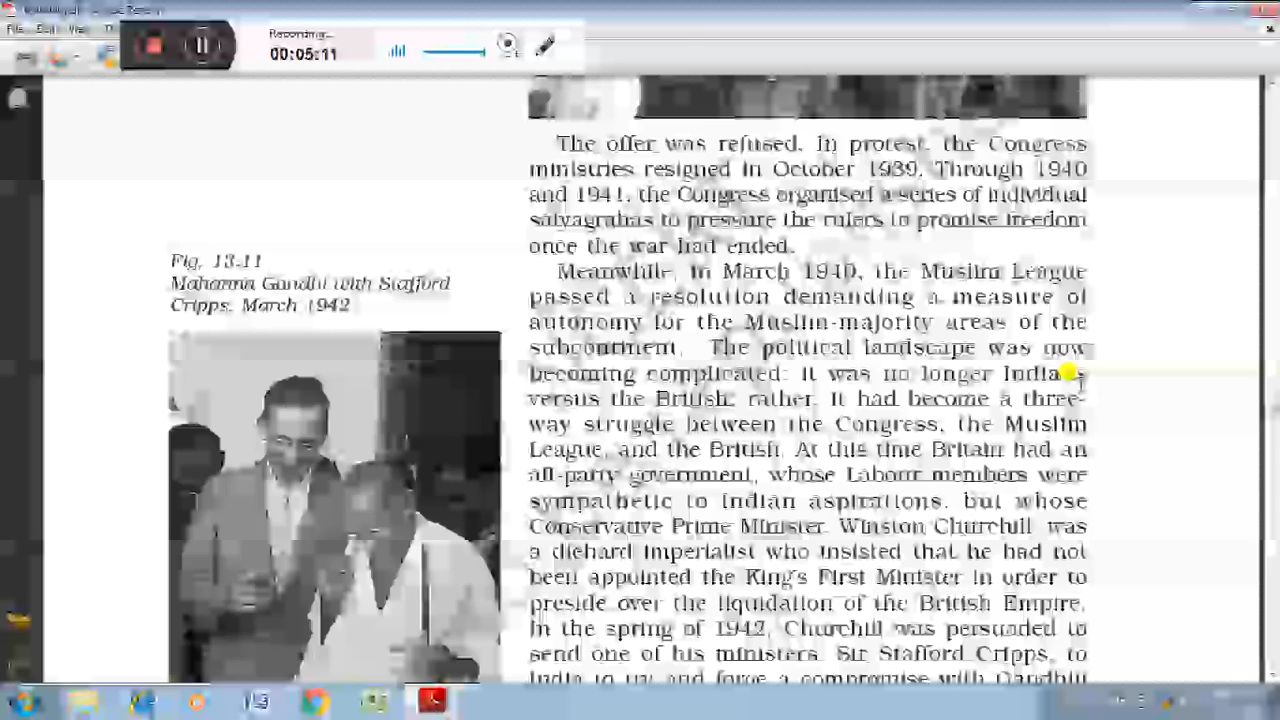 Recording...
00:05:11
The offer was refused. In protest, the Congress
ministries resigned in October 1939. Through 1940
and 1941, the Congress organised a series of individual
satyagrahas to pressure the rulers to promise freedom
once the war had ended.
Fig. 13.11
Mahatma Gandhi with Stafford
Cripps, March 1942
Meanwhile, in March 1940, the Muslim League
passed a resolution demanding a measure of
autonomy for the Muslim-majority areas of the
subcontinent. The political landscape was now
becoming complicated: it was no longer Indians
versus the British; rather, it had become a three-
way struggle between the Congress, the Muslim
League, and the British. At this time Britain had an
all-party government, whose Labour members were
sympathetic to Indian aspirations, but whose
Conservative Prime Minister, Winston Churchill, was
a diehard imperialist who insisted that he had not
been appointed the King's First Minister in order to
preside over the liquidation of the British Empire.
In the spring of 1942, Churchill was persuaded to
send one of his ministers, Sir Stafford Cripps, to
India to try and forge a compromise with Gandhiji